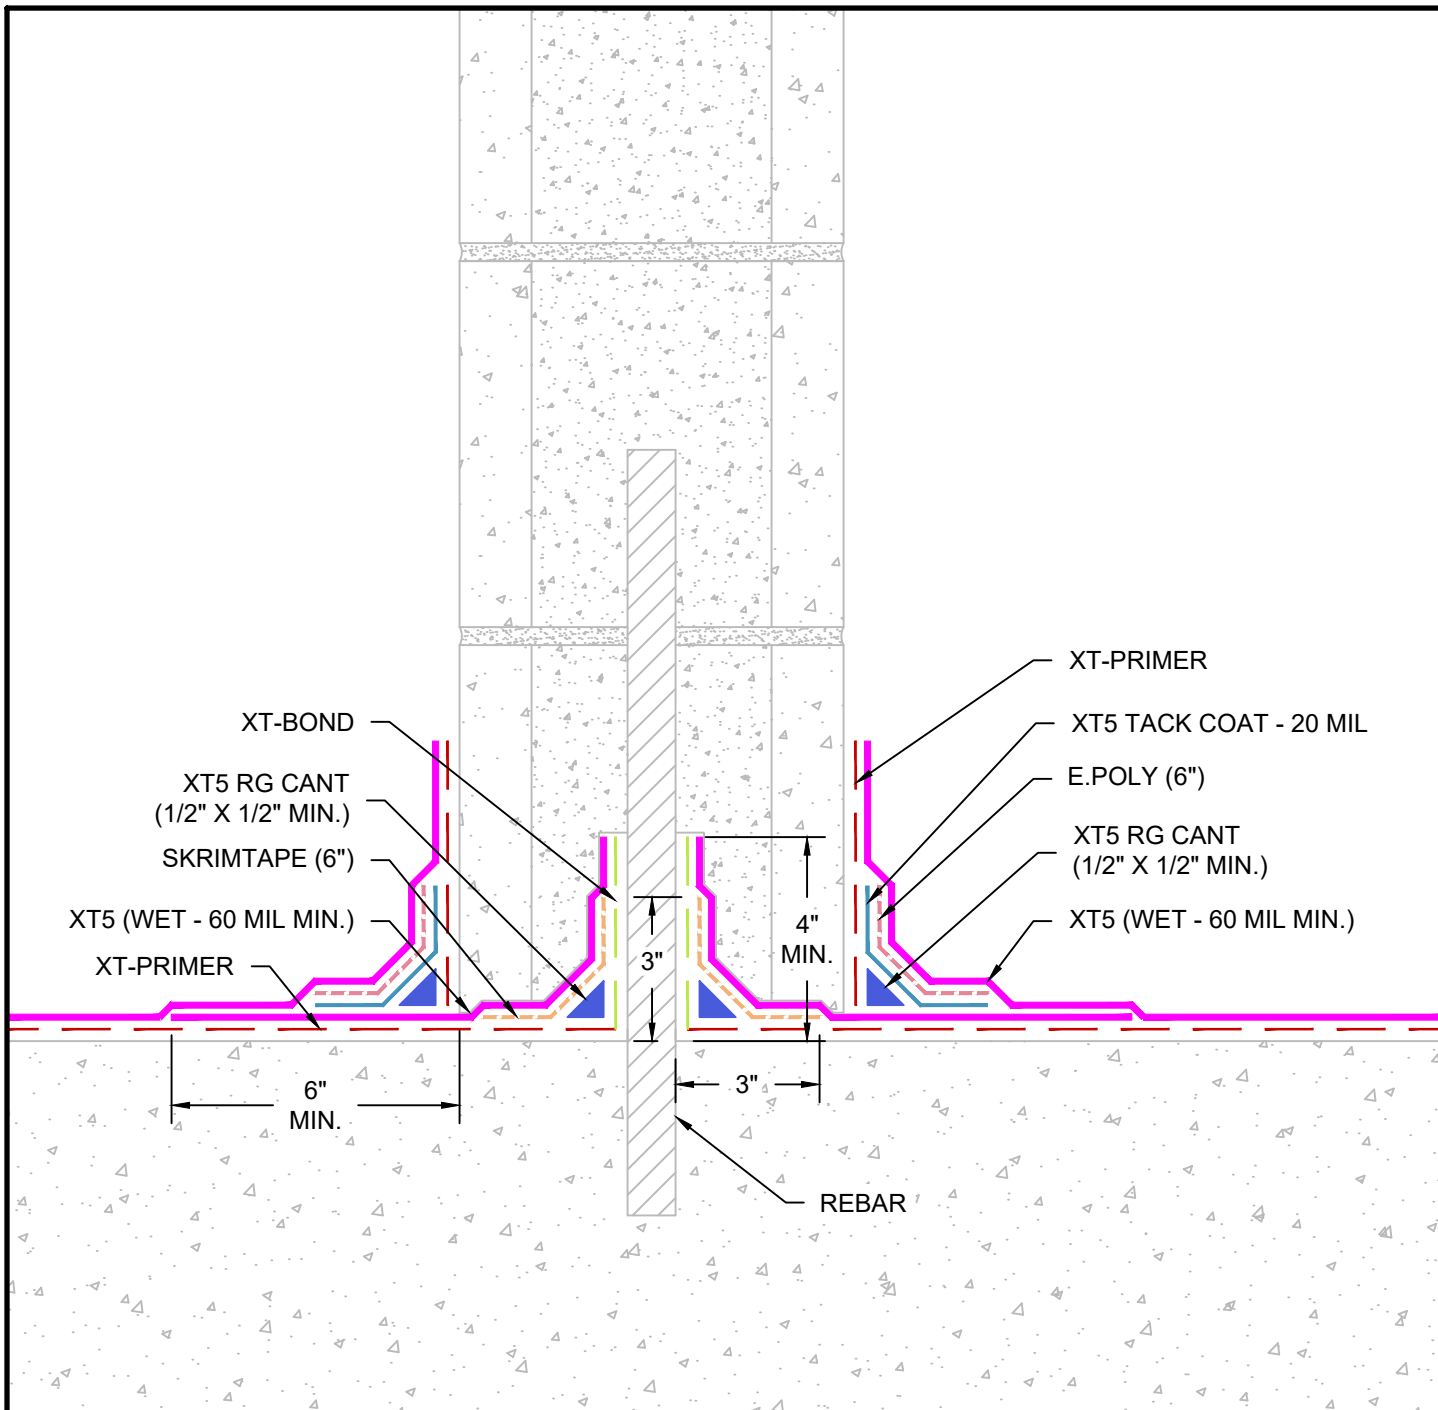 XT-BOND
XT5 RG CANT
(1/2" X 1/2" MIN.)
SKRIMTAPE (6")
XT5 (WET - 60 MIL MIN.)
XT-PRIMER
XT-PRIMER
XT5 TACK COAT - 20 MIL
E.POLY (6")
XT5 RG CANT
(1/2" X 1/2" MIN.)
XT5 (WET - 60 MIL MIN.)
4"
MIN.
3"
3"
6"
MIN.
REBAR